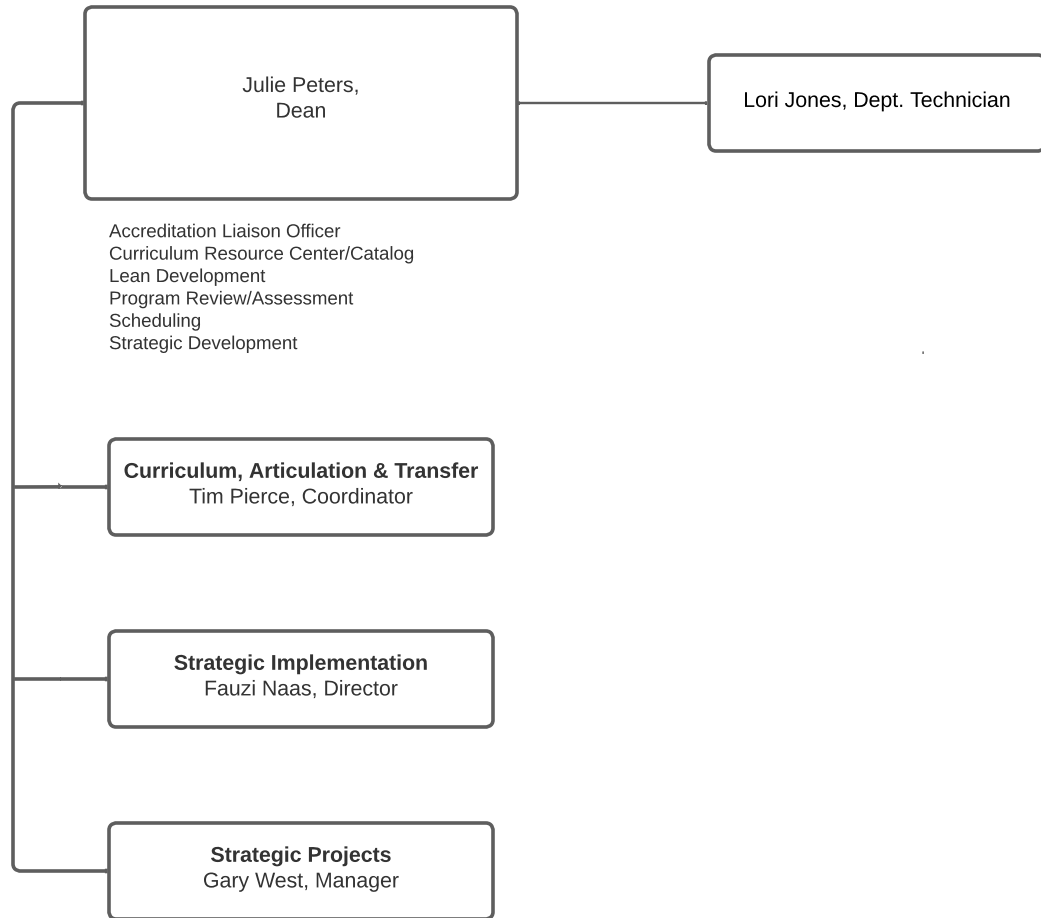 Julie Peters,
Dean
Lori Jones, Dept. Technician
Accreditation Liaison Officer
Curriculum Resource Center/Catalog
Lean Development
Program Review/Assessment
Scheduling
Strategic Development
Curriculum, Articulation & Transfer
Tim Pierce, Coordinator
Strategic Implementation
Fauzi Naas, Director
Strategic Projects
Gary West, Manager